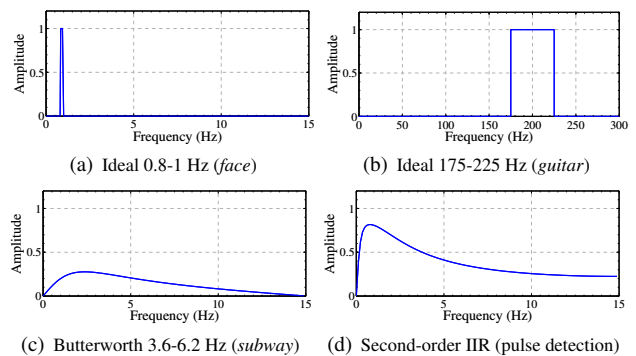 Amplitude
1
0.5
0
0 5 10 15
Frequency (Hz)
(a) Ideal 0.8-1 Hz (face)
Amplitude
1
0.5
0
0 50 100 150 200 250 300
Frequency (Hz)
(b) Ideal 175-225 Hz (guitar)
Amplitude
1
0.5
0
0 5 10 15
Frequency (Hz)
(c) Butterworth 3.6-6.2 Hz (subway)
Amplitude
1
0.5
0
0 5 10 15
Frequency (Hz)
(d) Second-order IIR (pulse detection)